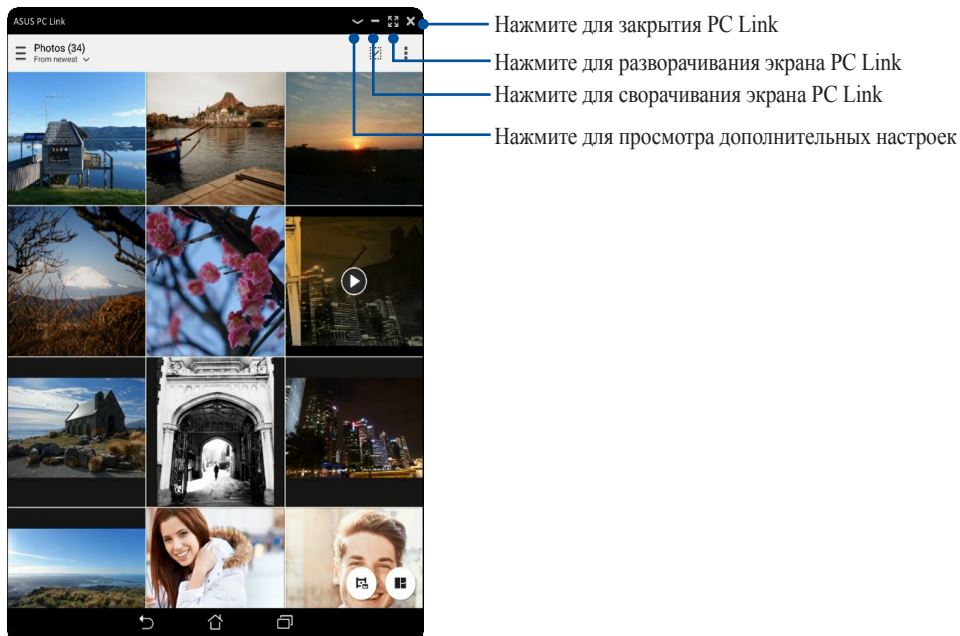 ASUS PC Link
Photos (34)
From newest
Нажмите для закрытия PC Link
Нажмите для разворачивания экрана PC Link
Нажмите для сворачивания экрана PC Link
Нажмите для просмотра дополнительных настроек